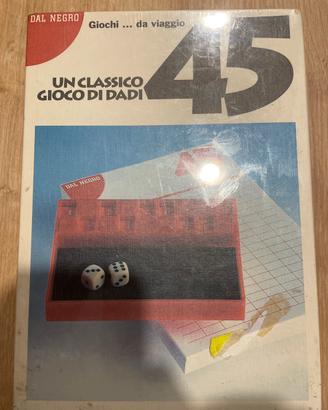 DAL NEGRO
Giochi ... da viaggio
45
UN CLASSICO
GIOCO DI DADI
DAL NEGRO